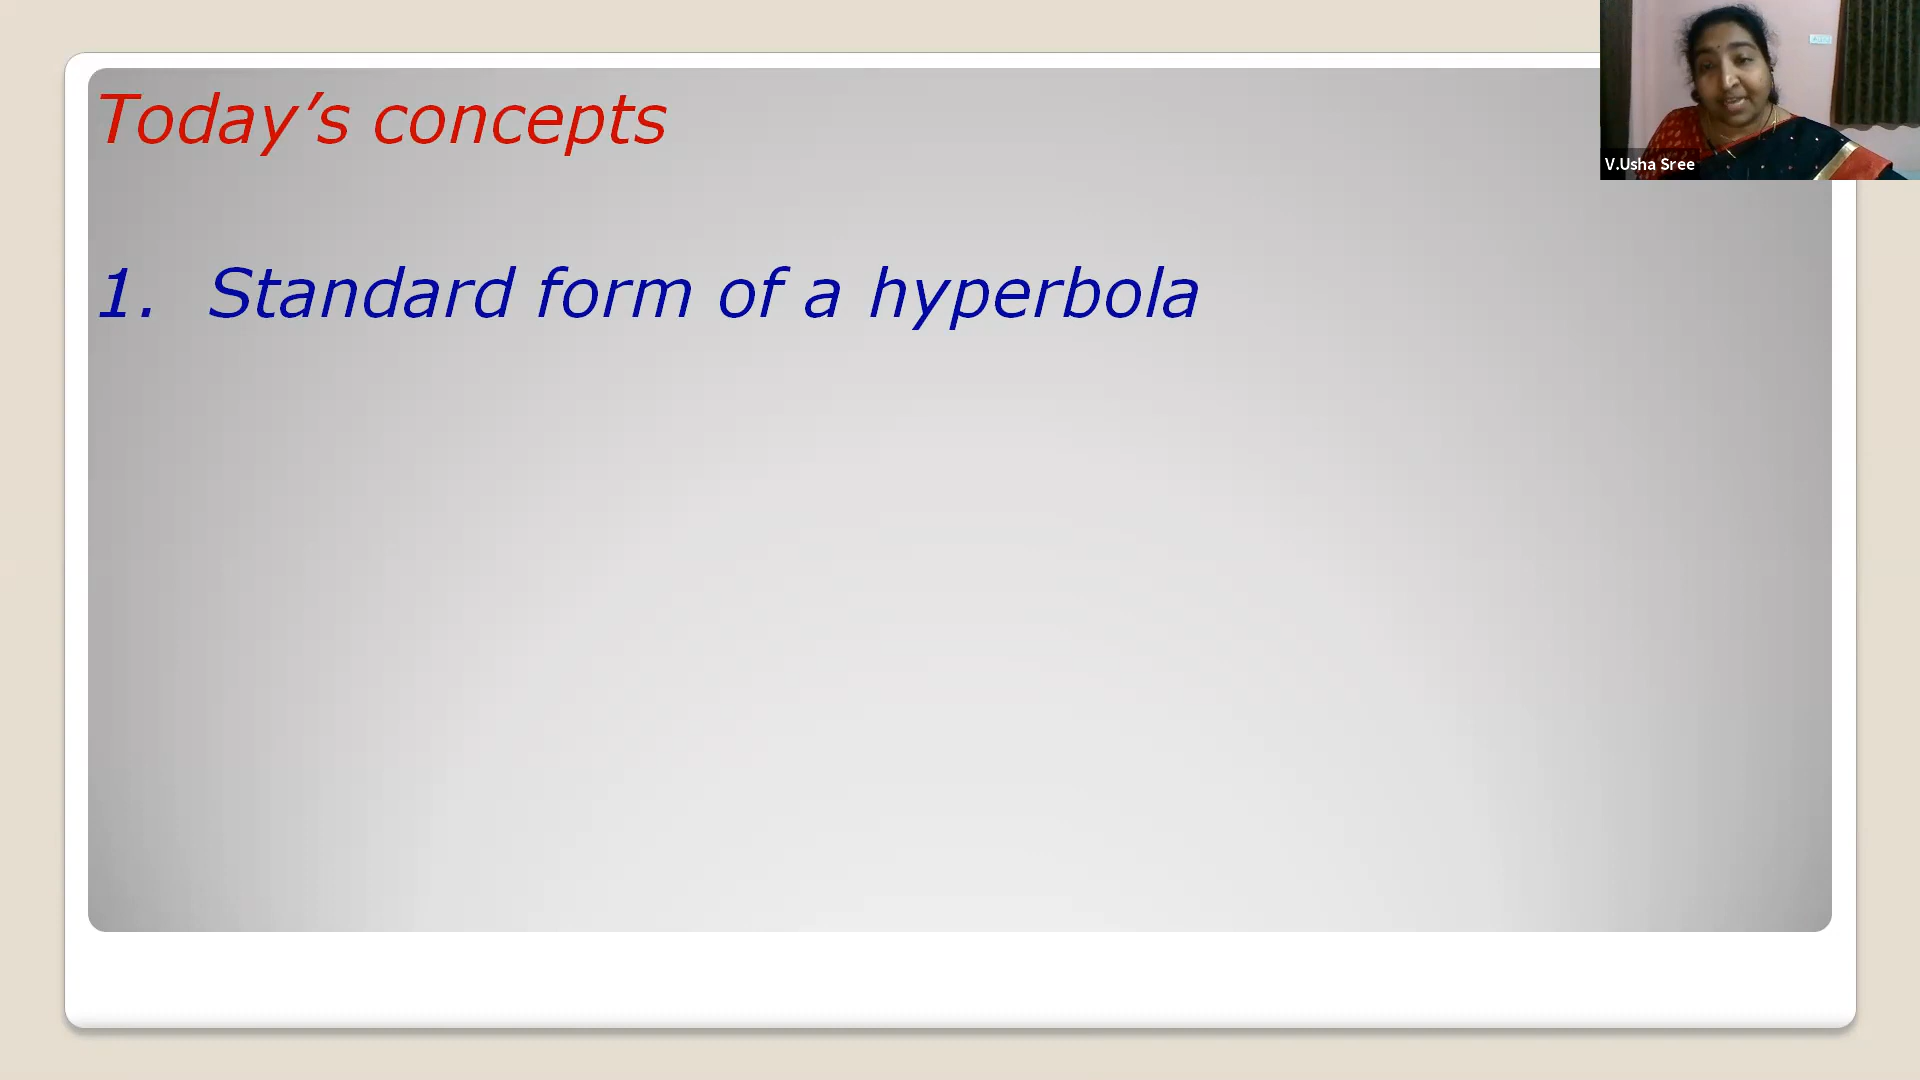 Today’s concepts
V.Usha Sree
1. Standard form of a hyperbola